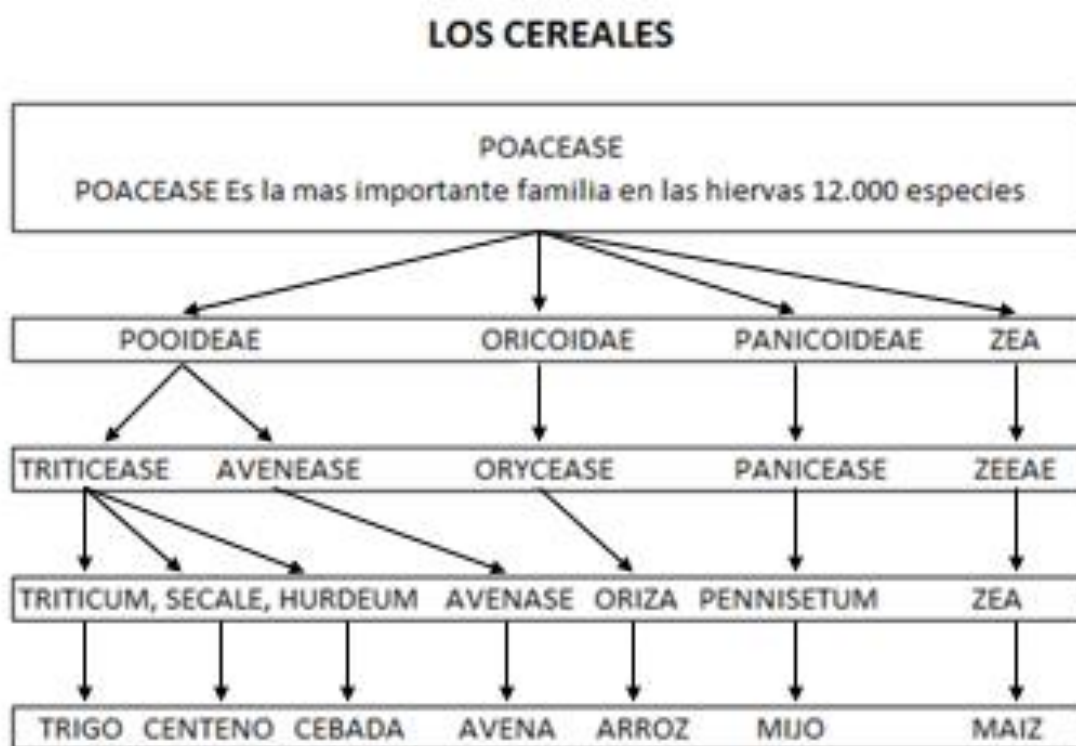 LOS CEREALES
POACEASE
POACEASE Es la mas importante familia en las hiervas 12.000 especies
POOIDEAE ORICOIDAE PANICOIDEAE ZEA
TRITICEASE AVENEASE ORYCEASE PANICEASE ZEEAE
TRITICUM, SECALE, HURDEUM AVENASE ORIZA PENNISETUM ZEA
TRIGO CENTENO CEBADA AVENA ARROZ MIJO MAIZ